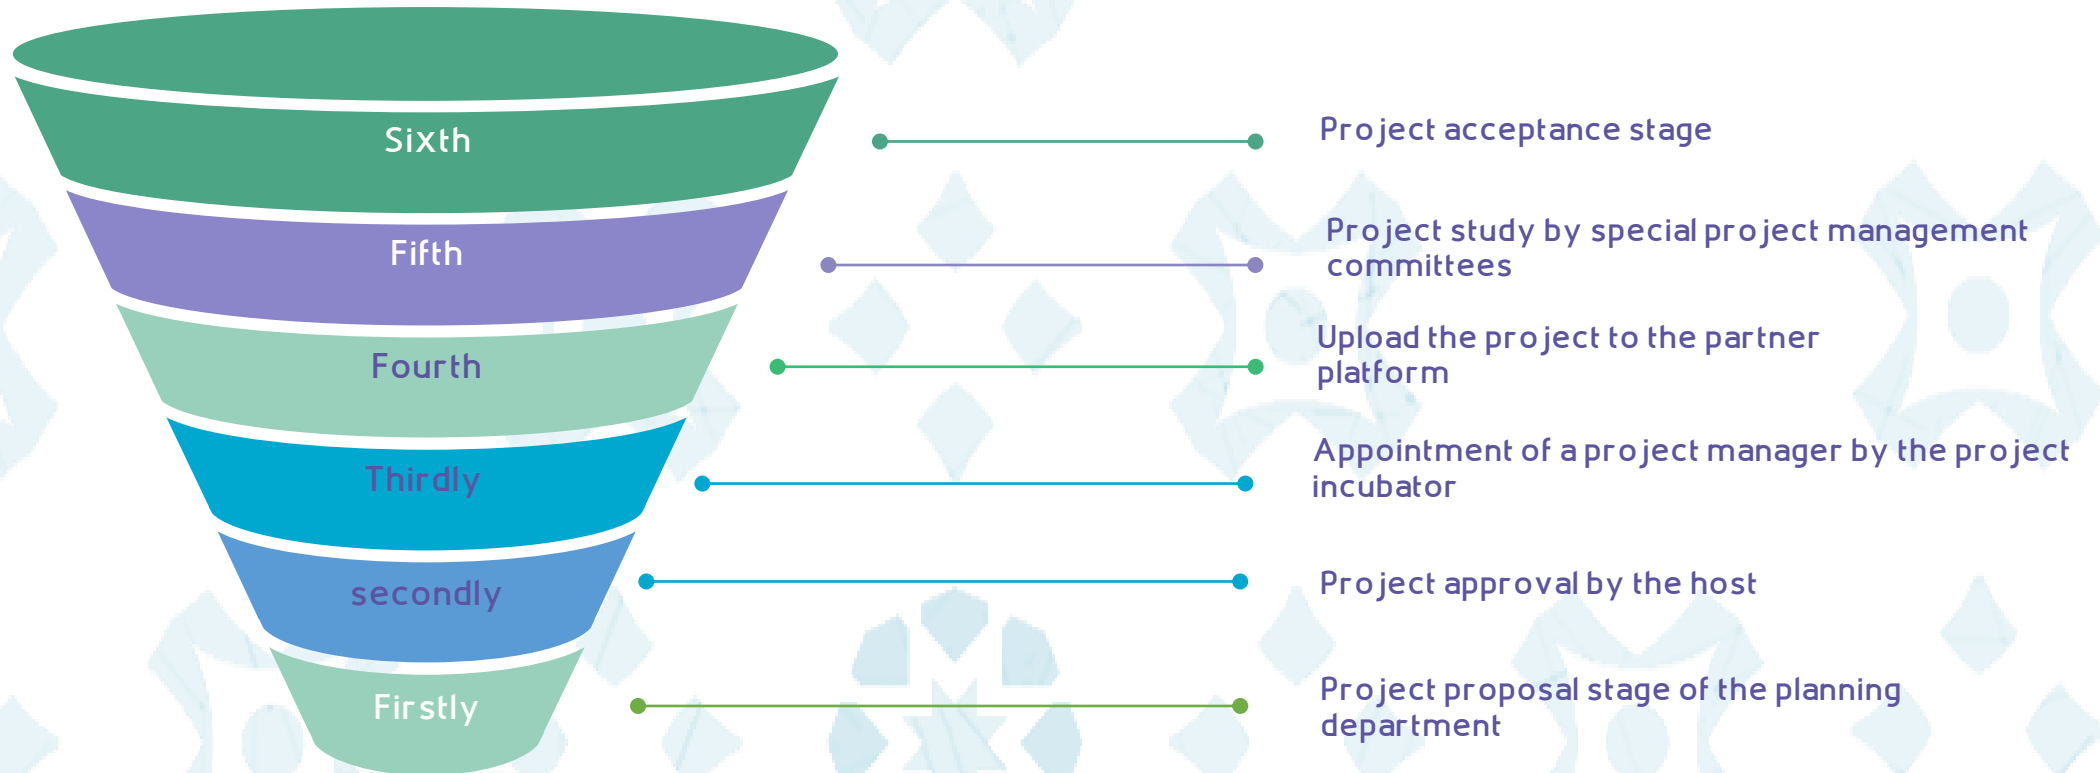 Sixth
Project acceptance stage
Fifth
Project study by special project management
committees
Fourth
Upload the project to the partner
platform
Thirdly
Appointment of a project manager by the project
incubator
secondly
Project approval by the host
Firstly
Project proposal stage of the planning
department